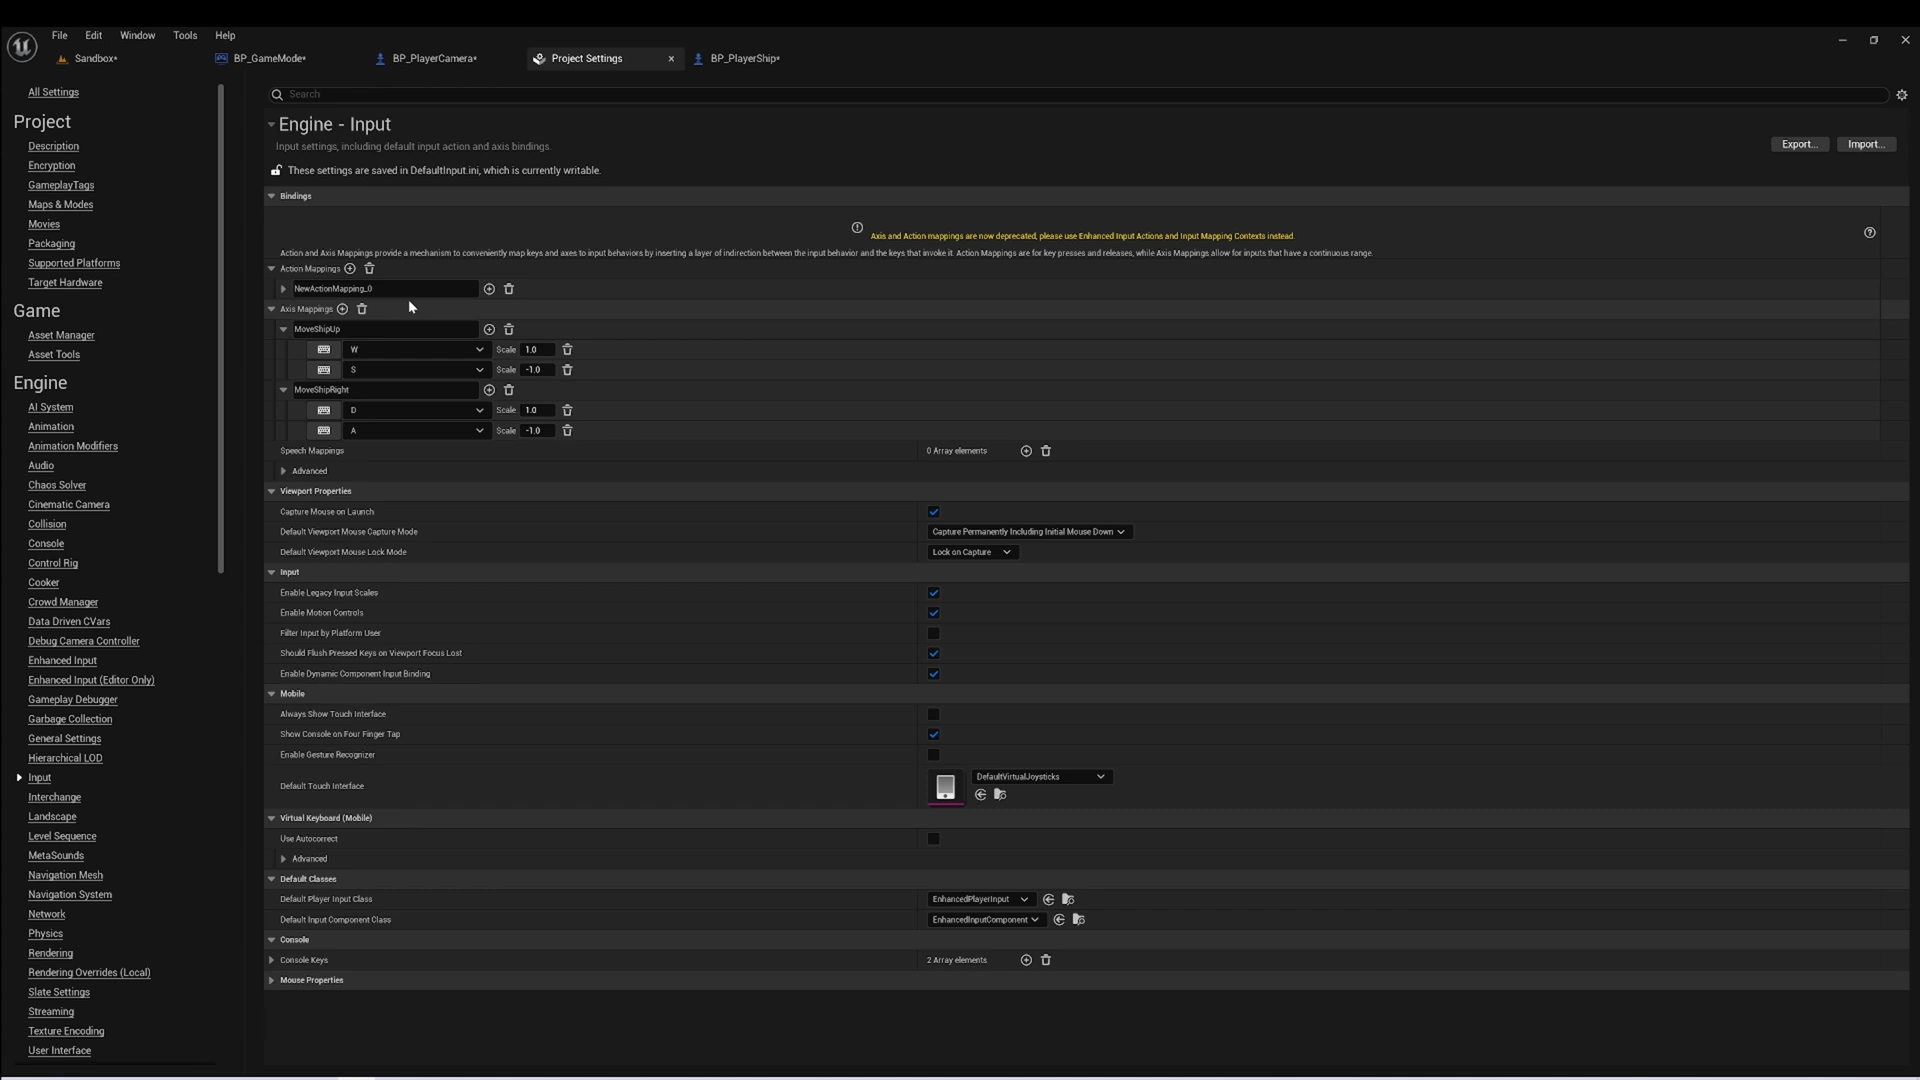 File Edit Window Tools Help
Sandbox* BP_GameMode* BP_PlayerCamera* Project Settings BP_PlayerShip*
All Settings
Project
Description
Encryption
GameplayTags
Maps & Modes
Movies
Packaging
Supported Platforms
Target Hardware
Game
Asset Manager
Asset Tools
Engine
AI System
Animation
Animation Modifiers
Audio
Chaos Solver
Cinematic Camera
Collision
Console
Control Rig
Cooker
Crowd Manager
Data Driven CVars
Debug Camera Controller
Enhanced Input
Enhanced Input (Editor Only)
Gameplay Debugger
Garbage Collection
General Settings
Hierarchical LOD
Input
Interchange
Landscape
Level Sequence
MetaSounds
Navigation Mesh
Navigation System
Network
Physics
Rendering
Rendering Overrides (Local)
Slate Settings
Streaming
Texture Encoding
User Interface
Search
Engine - Input
Input settings, including default input action and axis bindings.
Export... Import...
These settings are saved in DefaultInput.ini, which is currently writable.
Bindings
Axis and Action mappings are now deprecated, please use Enhanced Input Actions and Input Mapping Contexts instead.
Action and Axis Mappings provide a mechanism to conveniently map keys and axes to input behaviors by inserting a layer of indirection between the input behavior and the keys that invoke it. Action Mappings are for key presses and releases, while Axis Mappings allow for inputs that have a continuous range.
Action Mappings
NewActionMapping_0
Axis Mappings
MoveShipUp
W Scale 1.0
S Scale -1.0
MoveShipRight
D Scale 1.0
A Scale -1.0
Speech Mappings 0 Array elements
Advanced
Viewport Properties
Capture Mouse on Launch
Default Viewport Mouse Capture Mode Capture Permanently Including Initial Mouse Down
Default Viewport Mouse Lock Mode Lock on Capture
Input
Enable Legacy Input Scales
Enable Motion Controls
Filter Input by Platform User
Should Flush Pressed Keys on Viewport Focus Lost
Enable Dynamic Component Input Binding
Mobile
Always Show Touch Interface
Show Console on Four Finger Tap
Enable Gesture Recognizer
Default Touch Interface DefaultVirtualJoysticks
Virtual Keyboard (Mobile)
Use Autocorrect
Advanced
Default Classes
Default Player Input Class EnhancedPlayerInput
Default Input Component Class EnhancedInputComponent
Console
Console Keys 2 Array elements
Mouse Properties